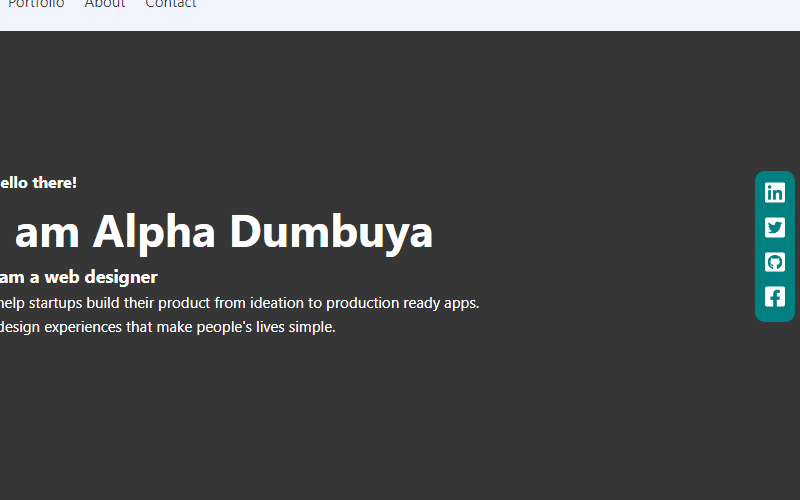 Portfolio About Contact
ello there!
am Alpha Dumbuya
am a web designer
help startups build their product from ideation to production ready apps.
design experiences that make people's lives simple.
in